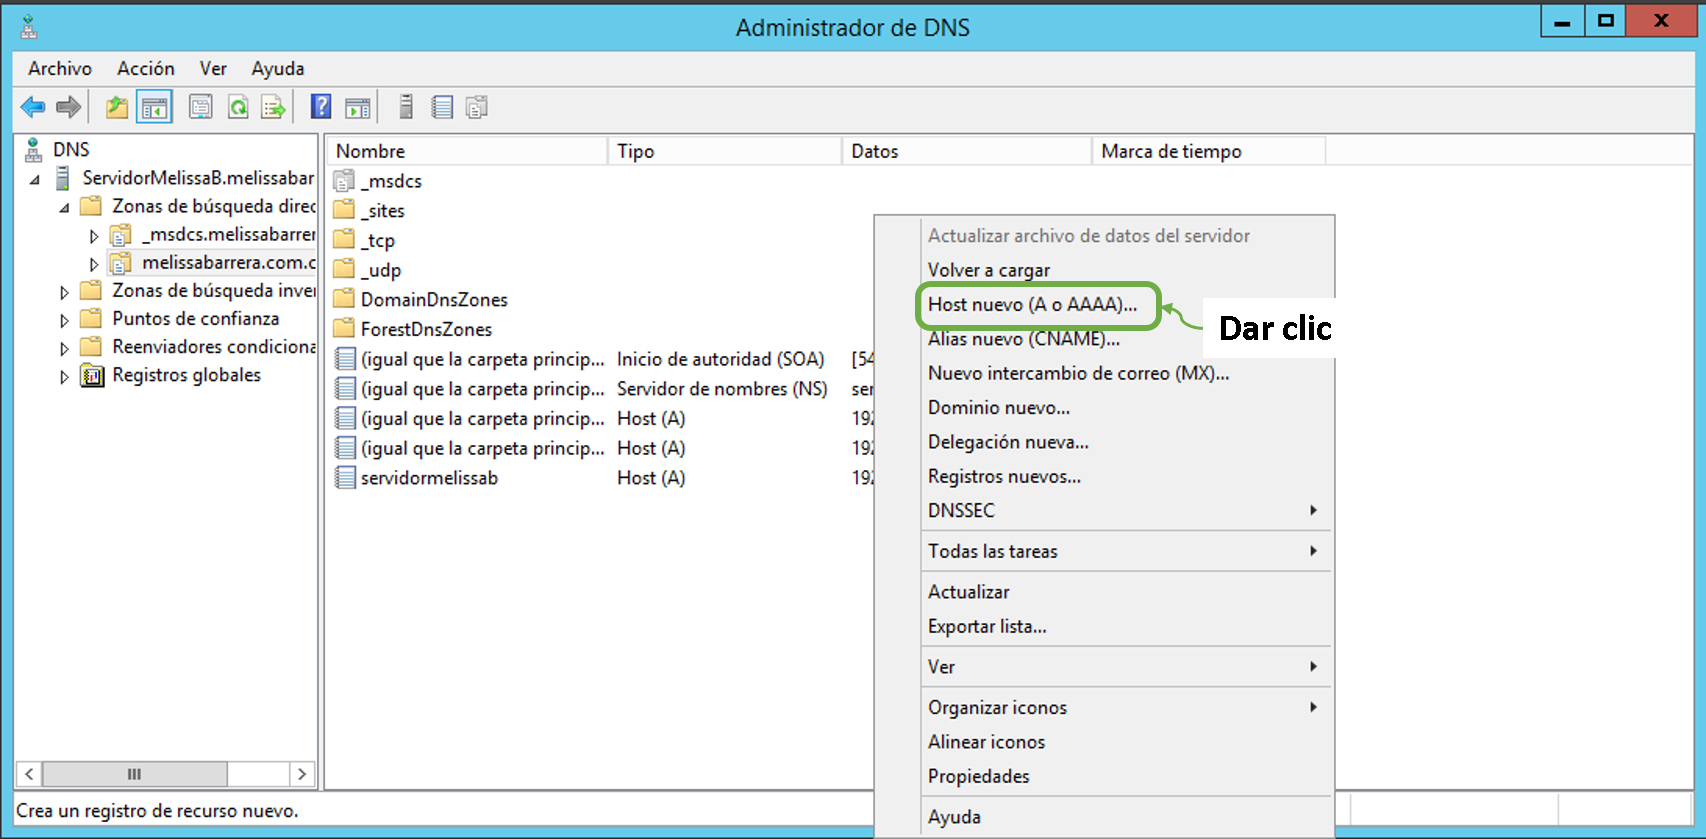 Administrador de DNS
Archivo Acción Ver Ayuda
DNS
ServidorMelissaB.melissabar
Zonas de búsqueda direc
_msdcs.melissabarrer
melissabarrera.com.c
Zonas de búsqueda inver
Puntos de confianza
Reenviadores condiciona
Registros globales
Nombre Tipo Datos Marca de tiempo
_msdcs
_sites
_tcp
_udp
DomainDnsZones
ForestDnsZones
(igual que la carpeta princip... Inicio de autoridad (SOA) [54
(igual que la carpeta princip... Servidor de nombres (NS) ser
(igual que la carpeta princip... Host (A) 192
(igual que la carpeta princip... Host (A) 192
servidormelissab Host (A) 192
Actualizar archivo de datos del servidor
Volver a cargar
Host nuevo (A o AAAA)...
Dar clic
Alias nuevo (CNAME)...
Nuevo intercambio de correo (MX)...
Dominio nuevo...
Delegación nueva...
Registros nuevos...
DNSSEC
Todas las tareas
Actualizar
Exportar lista...
Ver
Organizar iconos
Alinear iconos
Propiedades
Ayuda
Crea un registro de recurso nuevo.